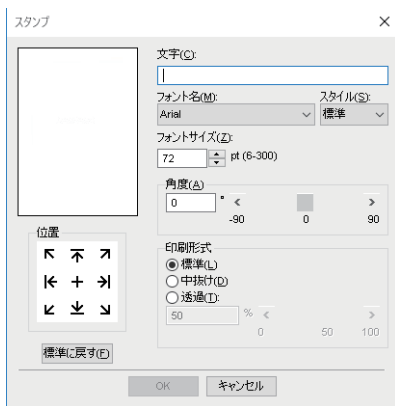 スタンプ
文字(C):
フォント名(M):
スタイル(S):
Arial
標準
フォントサイズ(Z):
72
pt (6-300)
角度(A)
0
°
-90
0
90
位置
印刷形式
標準(L)
中抜け(D)
透過(T):
50
%
0
50
100
標準に戻す(F)
OK
キャンセル